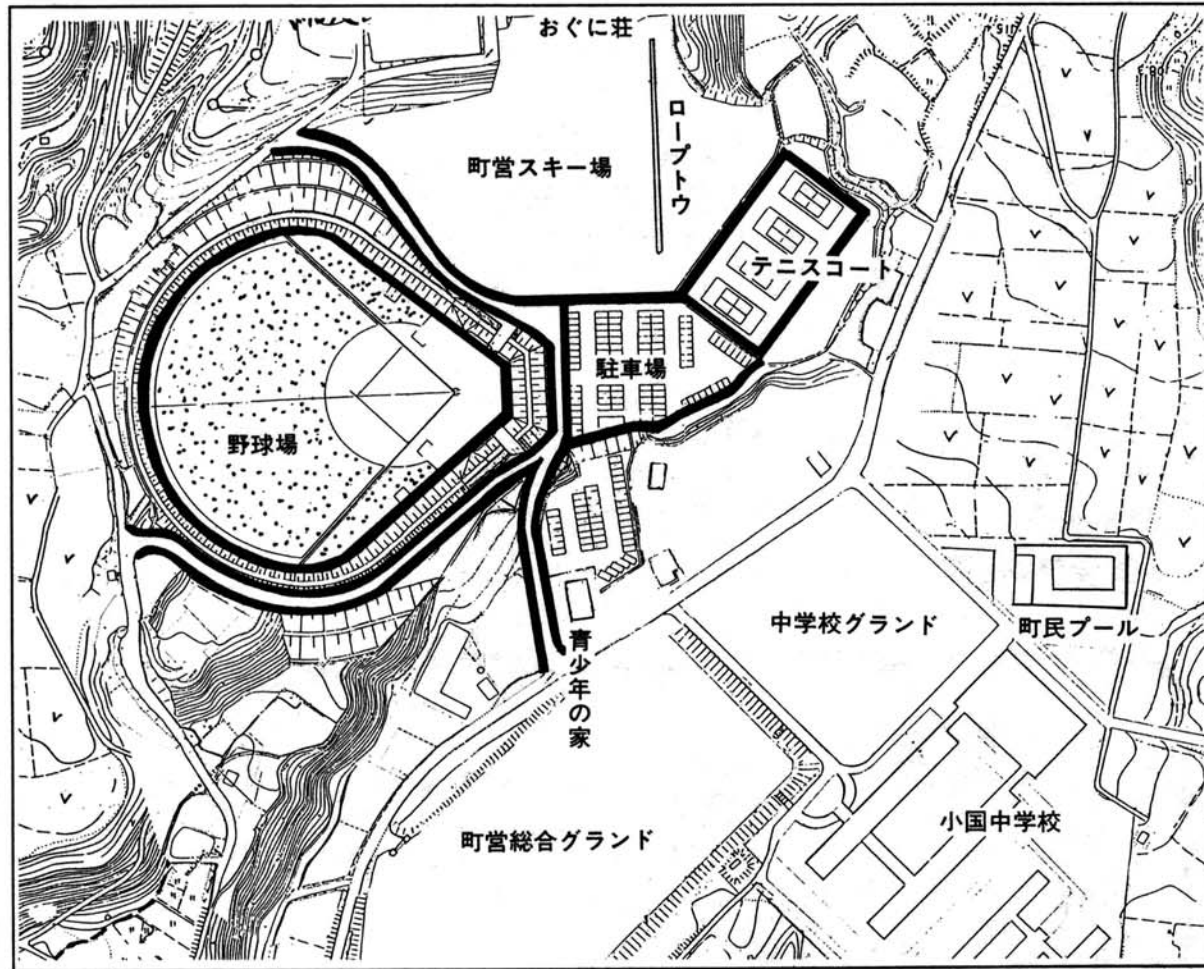 おぐに荘
ロープトウ
町営スキー場
テニスコート
駐車場
野球場
中学校グランド
町民プール
青少年の家
小国中学校
町営総合グランド